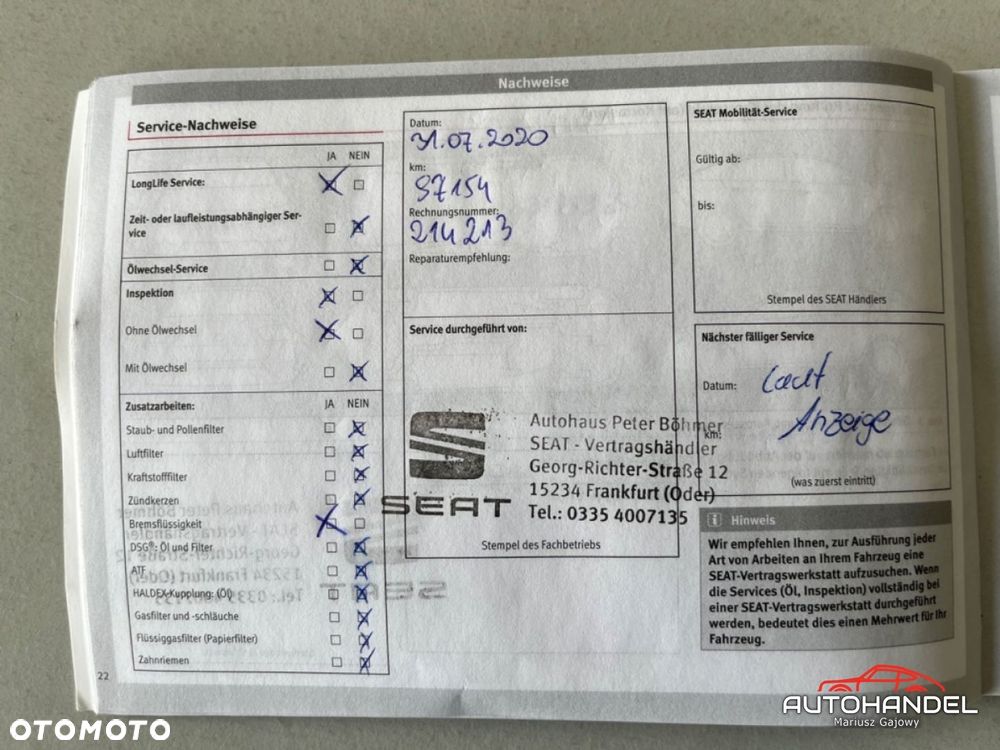 Nachweise
Service-Nachweise
JA NEIN
LongLife Service:
Zeit- oder laufleistungsabhängiger Ser-
vice
Ölwechsel-Service
Inspektion
Ohne Ölwechsel
Mit Ölwechsel
Zusatzarbeiten: JA NEIN
Staub- und Pollenfilter
Luftfilter
Kraftstofffilter
Zündkerzen
Bremsflüssigkeit
DSG®: Öl und Filter
ATF
HALDEX-Kupplung: (Öl)
Gasfilter und -schläuche
Flüssiggasfilter (Papierfilter)
Zahnriemen
22
Datum:
31.07.2020
km:
97154
Rechnungsnummer:
214213
Reparaturempfehlung:
Service durchgeführt von:
SEAT
Autohaus Peter Böhmer
SEAT - Vertragshändler
Georg-Richter-Straße 12
15234 Frankfurt (Oder)
Tel.: 0335 4007135
Stempel des Fachbetriebs
SEAT Mobilität-Service
Gültig ab:
bis:
Stempel des SEAT Händlers
Nächster fälliger Service
Datum: Laut
km: Anzeige
(was zuerst eintritt)
i Hinweis
Wir empfehlen Ihnen, zur Ausführung jeder
Art von Arbeiten an Ihrem Fahrzeug eine
SEAT-Vertragswerkstatt aufzusuchen. Wenn
die Services (Öl, Inspektion) vollständig bei
einer SEAT-Vertragswerkstatt durchgeführt
werden, bedeutet dies einen Mehrwert für Ihr
Fahrzeug.
OTOMOTO
AUTOHANDEL
Mariusz Gajowy